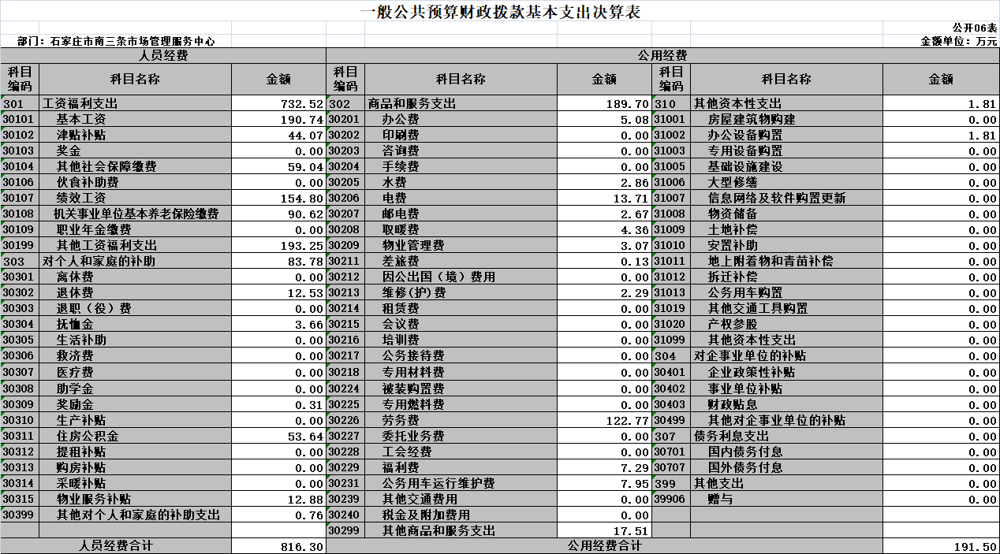 一般公共预算财政拨款基本支出决算表
公开06表
部门：石家庄市南三条市场管理服务中心 金额单位：万元
人员经费 公用经费
科目编码 科目名称 金额 科目编码 科目名称 金额 科目编码 科目名称 金额
301 工资福利支出 732.52 302 商品和服务支出 189.70 310 其他资本性支出 1.81
30101 基本工资 190.74 30201 办公费 5.08 31001 房屋建筑物购建 0.00
30102 津贴补贴 44.07 30202 印刷费 0.00 31002 办公设备购置 1.81
30103 奖金 0.00 30203 咨询费 0.00 31003 专用设备购置 0.00
30104 其他社会保障缴费 59.04 30204 手续费 0.00 31005 基础设施建设 0.00
30106 伙食补助费 0.00 30205 水费 2.86 31006 大型修缮 0.00
30107 绩效工资 154.80 30206 电费 13.71 31007 信息网络及软件购置更新 0.00
30108 机关事业单位基本养老保险缴费 90.62 30207 邮电费 2.67 31008 物资储备 0.00
30109 职业年金缴费 0.00 30208 取暖费 4.36 31009 土地补偿 0.00
30199 其他工资福利支出 193.25 30209 物业管理费 3.07 31010 安置补助 0.00
303 对个人和家庭的补助 83.78 30211 差旅费 0.13 31011 地上附着物和青苗补偿 0.00
30301 离休费 0.00 30212 因公出国（境）费用 0.00 31012 拆迁补偿 0.00
30302 退休费 12.53 30213 维修(护)费 2.29 31013 公务用车购置 0.00
30303 退职（役）费 0.00 30214 租赁费 0.00 31019 其他交通工具购置 0.00
30304 抚恤金 3.66 30215 会议费 0.00 31020 产权参股 0.00
30305 生活补助 0.00 30216 培训费 0.00 31099 其他资本性支出 0.00
30306 救济费 0.00 30217 公务接待费 0.00 304 对企事业单位的补贴 0.00
30307 医疗费 0.00 30218 专用材料费 0.00 30401 企业政策性补贴 0.00
30308 助学金 0.00 30224 被装购置费 0.00 30402 事业单位补贴 0.00
30309 奖励金 0.31 30225 专用燃料费 0.00 30403 财政贴息 0.00
30310 生产补贴 0.00 30226 劳务费 122.77 30499 其他对企事业单位的补贴 0.00
30311 住房公积金 53.64 30227 委托业务费 0.00 307 债务利息支出 0.00
30312 提租补贴 0.00 30228 工会经费 0.00 30701 国内债务付息 0.00
30313 购房补贴 0.00 30229 福利费 7.29 30707 国外债务付息 0.00
30314 采暖补贴 0.00 30231 公务用车运行维护费 7.95 399 其他支出 0.00
30315 物业服务补贴 12.88 30239 其他交通费用 0.00 39906 赠与 0.00
30399 其他对个人和家庭的补助支出 0.76 30240 税金及附加费用 0.00
30299 其他商品和服务支出 17.51
人员经费合计 816.30 公用经费合计 191.50